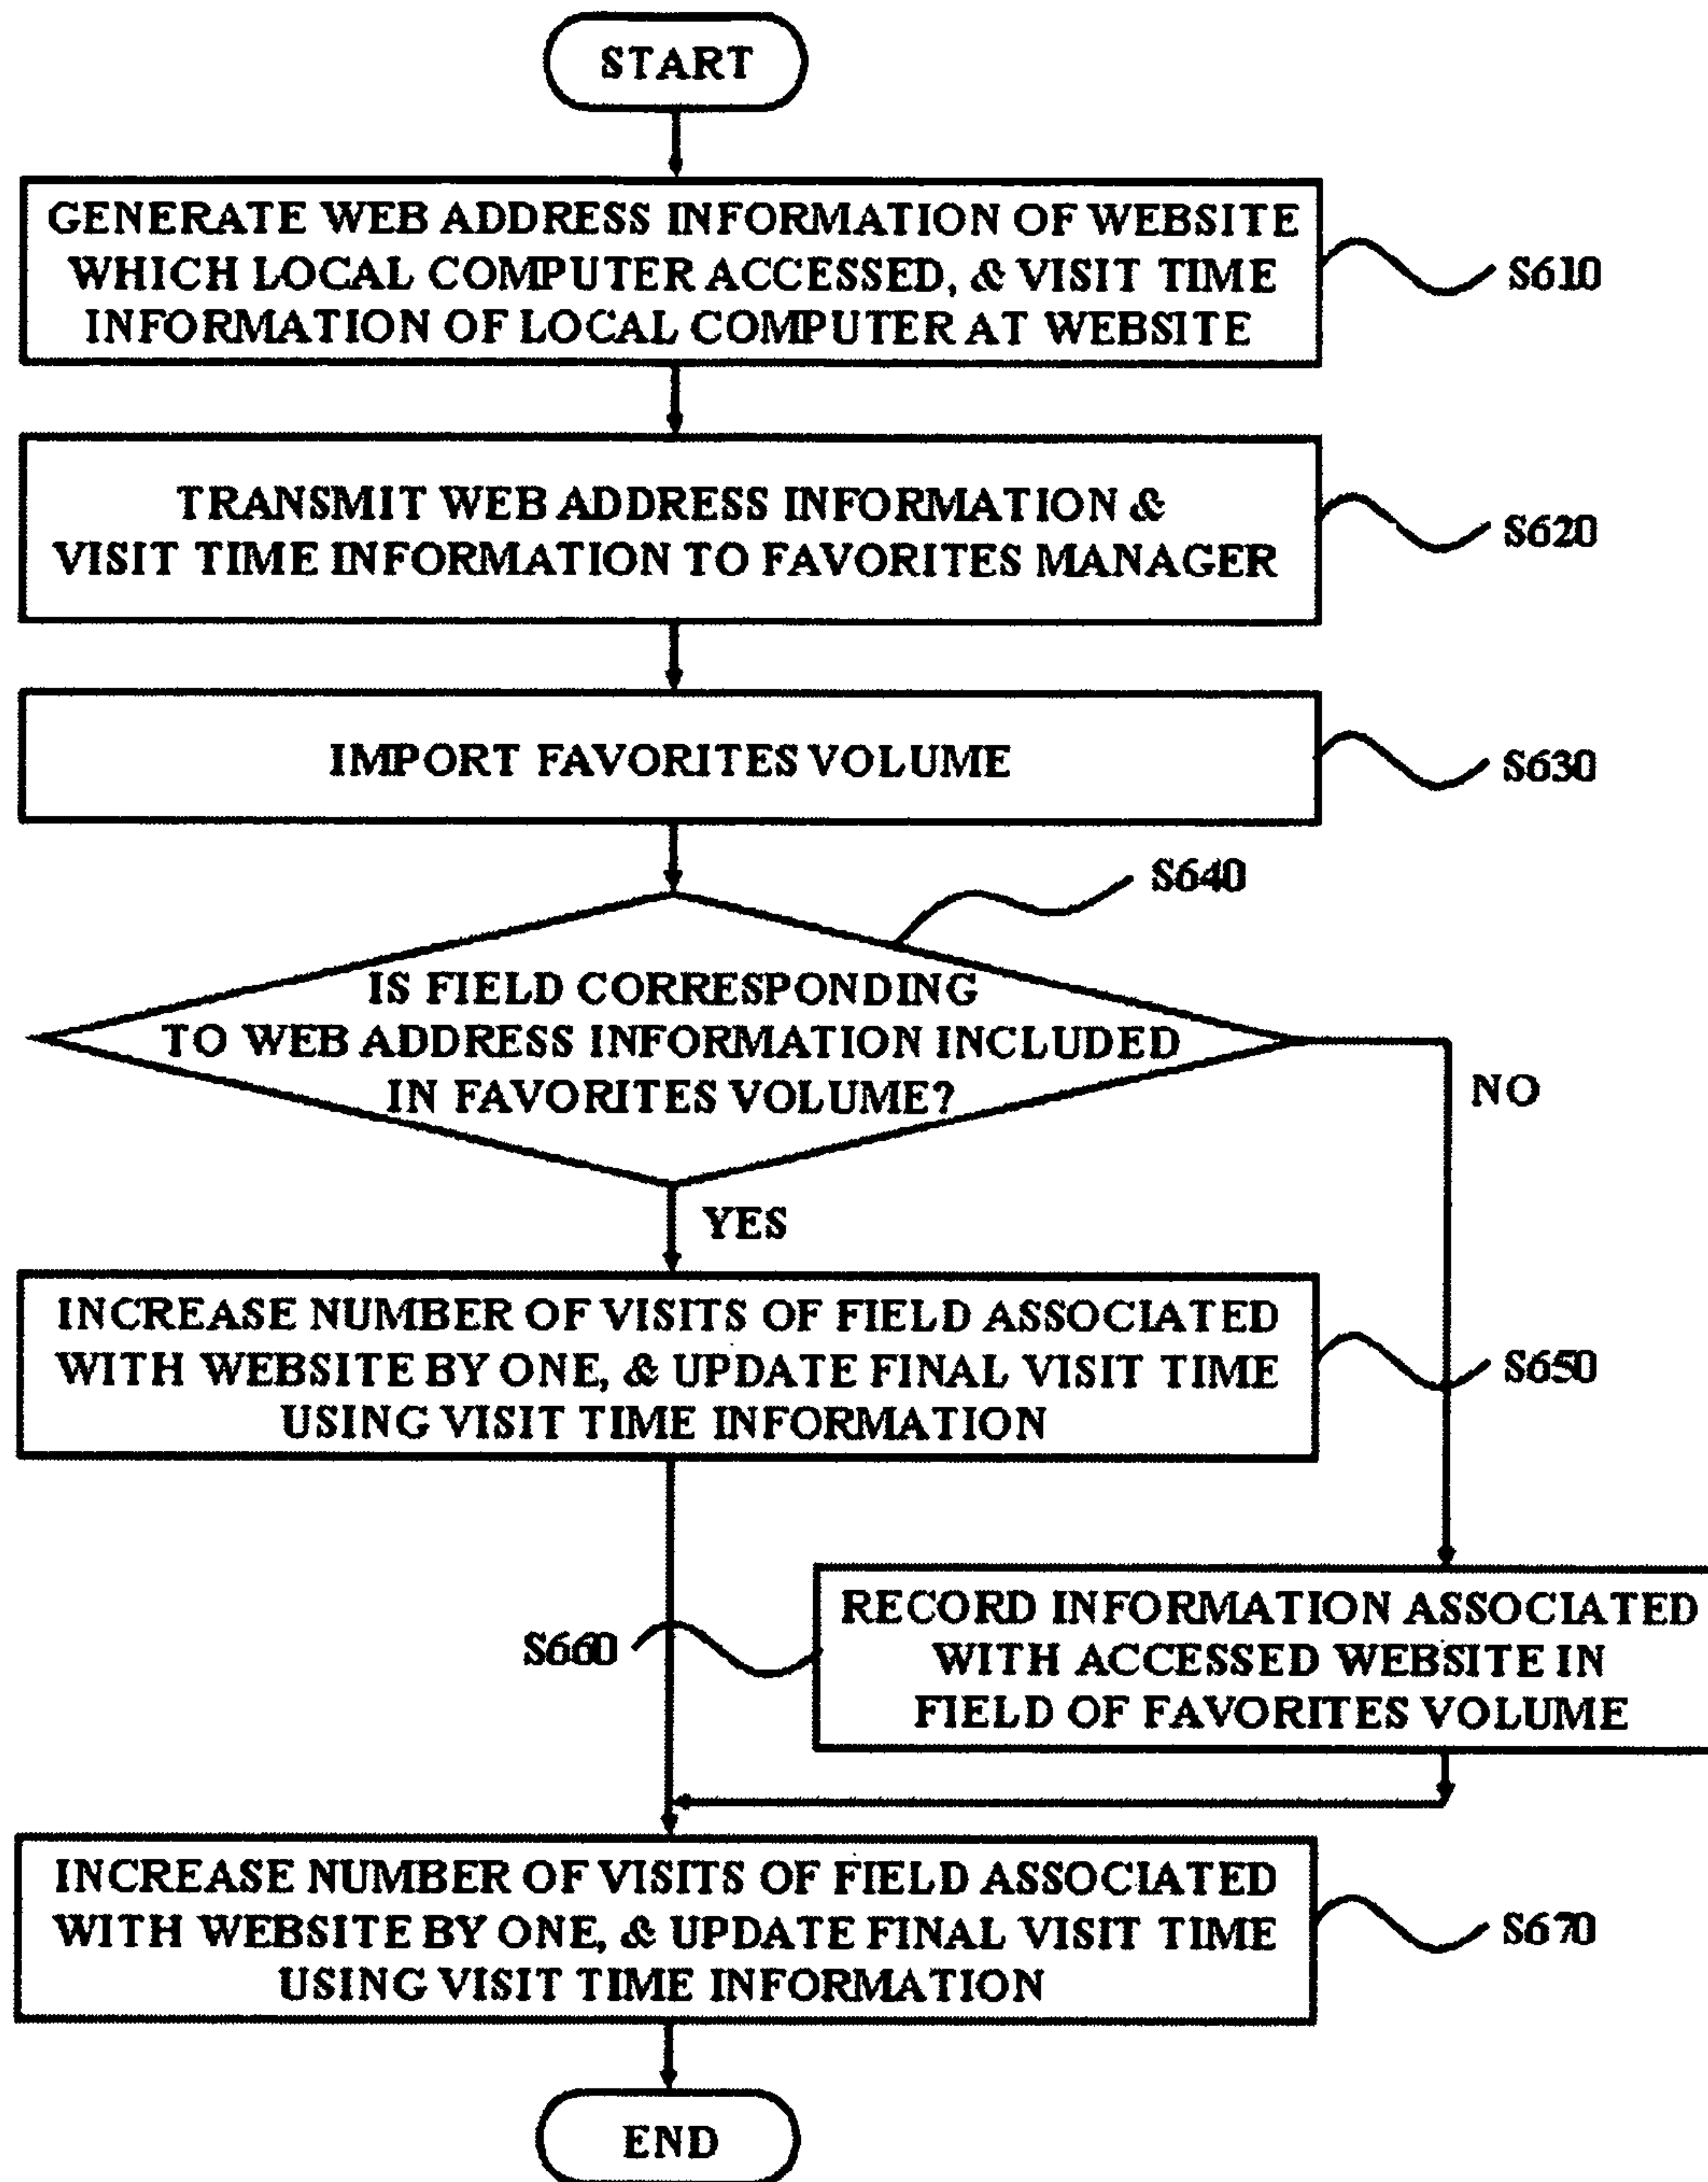 START
GENERATE WEB ADDRESS INFORMATION OF WEBSITE
WHICH LOCAL COMPUTER ACCESSED, & VISIT TIME
INFORMATION OF LOCAL COMPUTER AT WEBSITE
S610
TRANSMIT WEB ADDRESS INFORMATION &
VISIT TIME INFORMATION TO FAVORITES MANAGER
S620
IMPORT FAVORITES VOLUME
S630
S640
IS FIELD CORRESPONDING
TO WEB ADDRESS INFORMATION INCLUDED
IN FAVORITES VOLUME?
NO
YES
INCREASE NUMBER OF VISITS OF FIELD ASSOCIATED
WITH WEBSITE BY ONE, & UPDATE FINAL VISIT TIME
USING VISIT TIME INFORMATION
S650
RECORD INFORMATION ASSOCIATED
WITH ACCESSED WEBSITE IN
FIELD OF FAVORITES VOLUME
S660
INCREASE NUMBER OF VISITS OF FIELD ASSOCIATED
WITH WEBSITE BY ONE, & UPDATE FINAL VISIT TIME
USING VISIT TIME INFORMATION
S670
END